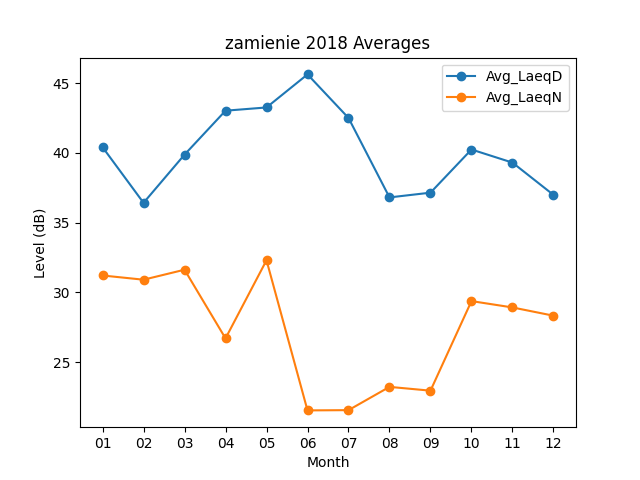 zamienie 2018 Averages
Avg_LaeqD
Avg_LaeqN
Level (dB)
45
40
35
30
25
01 02 03 04 05 06 07 08 09 10 11 12
Month